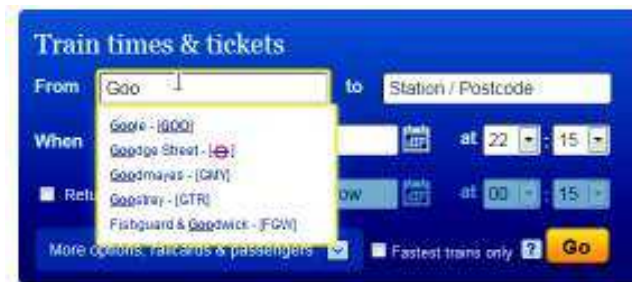 Train times & tickets
From Goo to Station / Postcode
Goole - [GOO]
When Goodge Street - [ ] at 22 : 15
Goodmayes - [GMY]
Retu Goostrey - [GTR] ow at 00 : 15
Fishguard & Goodwick - [FGW]
More options, railcards & passengers Fastest trains only ? Go